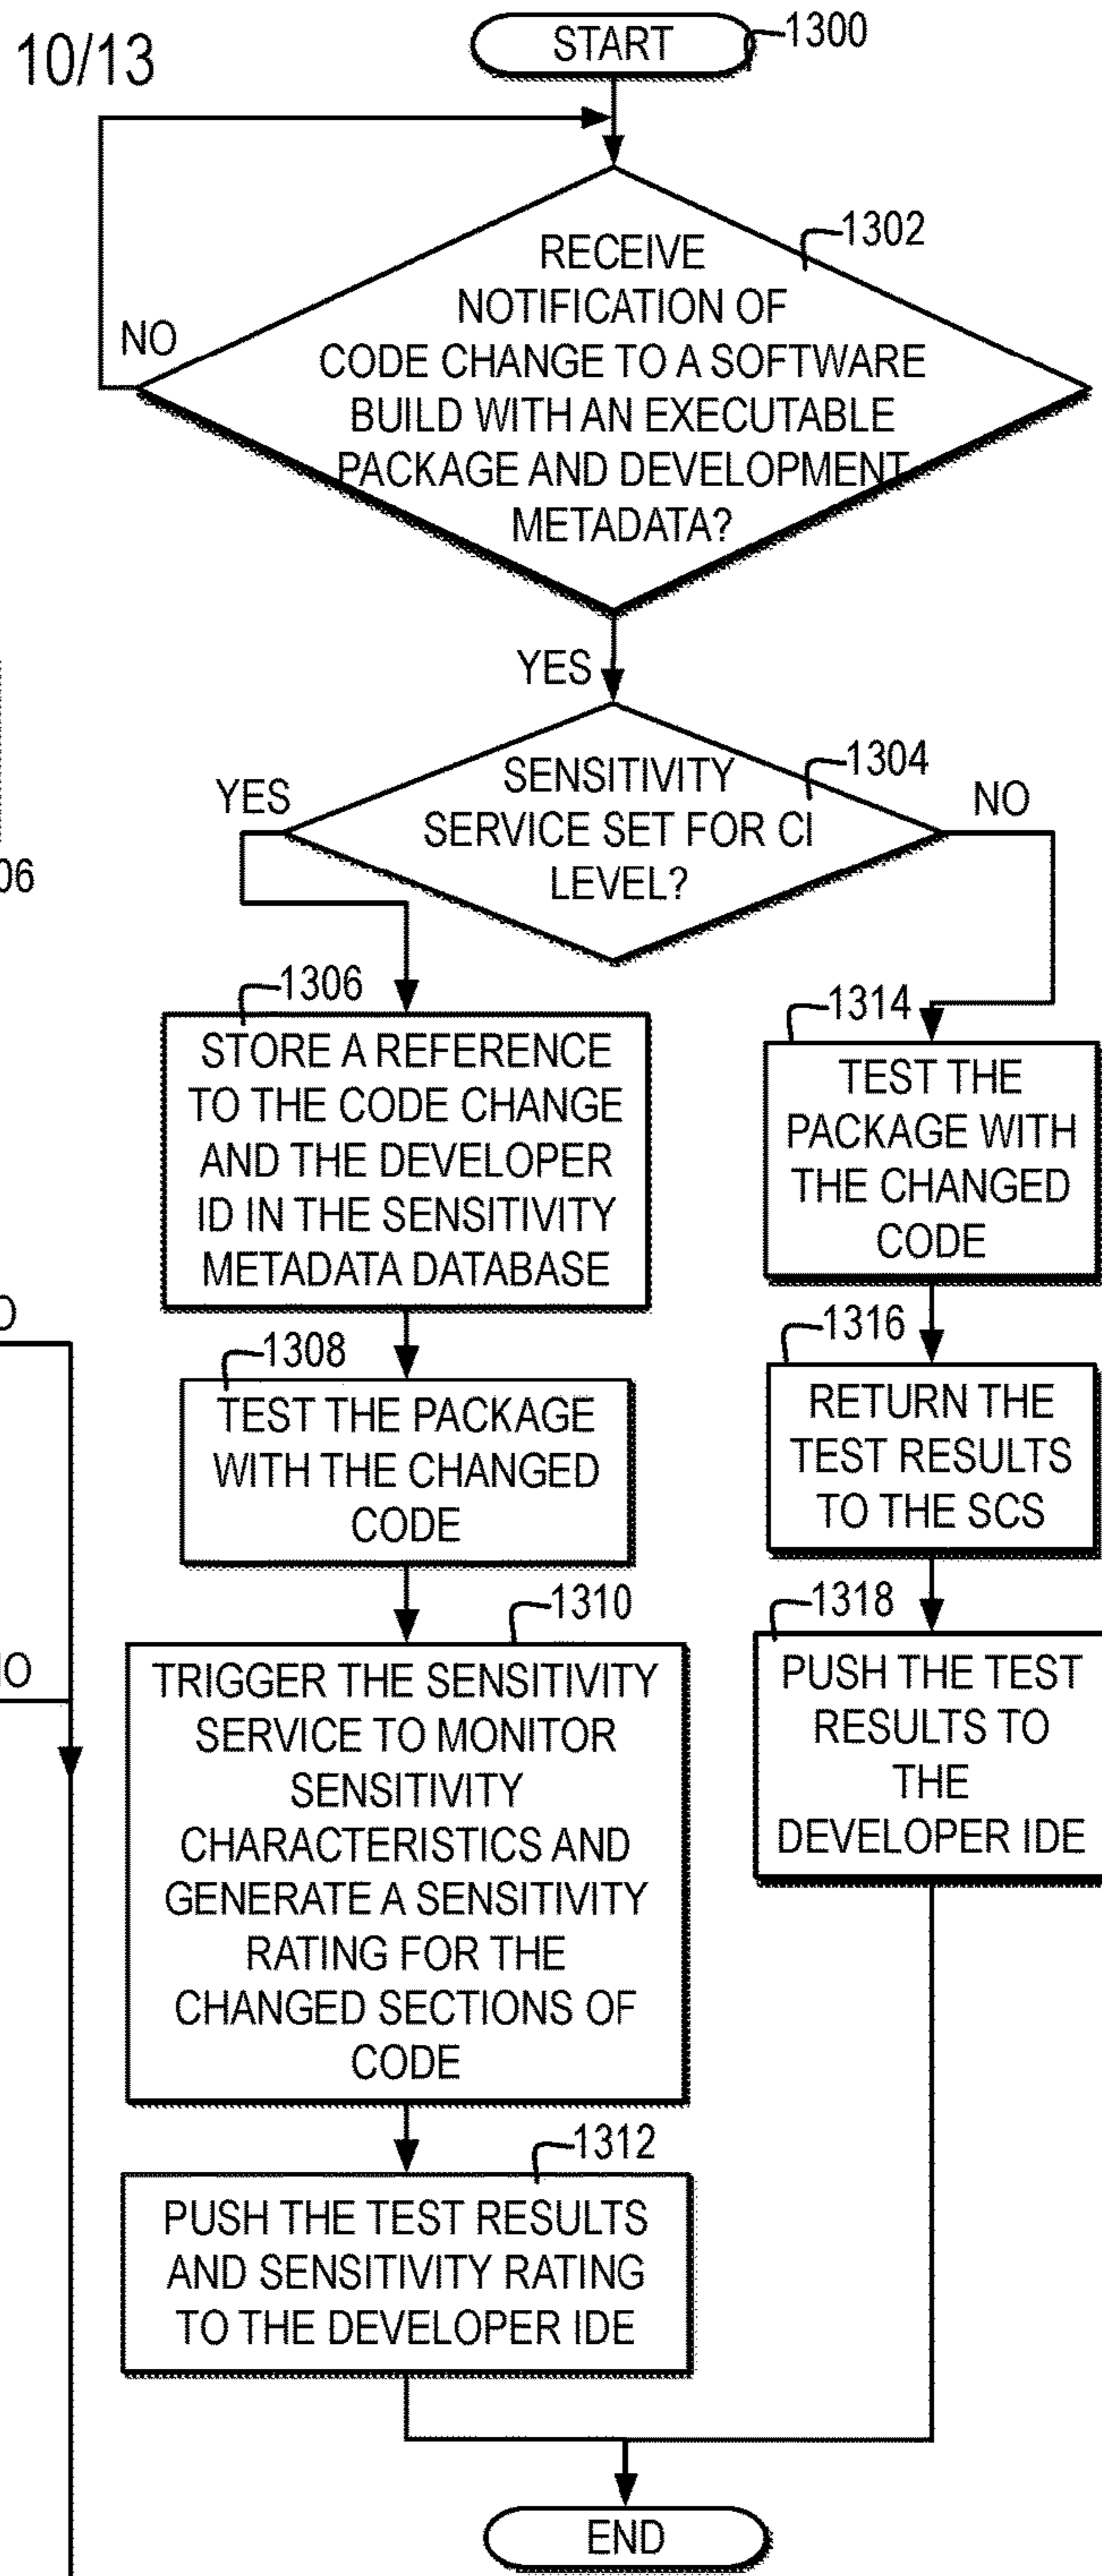 10/13
START
1300
1302
RECEIVE
NOTIFICATION OF
CODE CHANGE TO A SOFTWARE
BUILD WITH AN EXECUTABLE
PACKAGE AND DEVELOPMENT
METADATA?
NO
YES
1304
SENSITIVITY
SERVICE SET FOR CI
LEVEL?
YES
NO
06
1306
STORE A REFERENCE
TO THE CODE CHANGE
AND THE DEVELOPER
ID IN THE SENSITIVITY
METADATA DATABASE
1308
TEST THE PACKAGE
WITH THE CHANGED
CODE
1310
TRIGGER THE SENSITIVITY
SERVICE TO MONITOR
SENSITIVITY
CHARACTERISTICS AND
GENERATE A SENSITIVITY
RATING FOR THE
CHANGED SECTIONS OF
CODE
1312
PUSH THE TEST RESULTS
AND SENSITIVITY RATING
TO THE DEVELOPER IDE
1314
TEST THE
PACKAGE WITH
THE CHANGED
CODE
1316
RETURN THE
TEST RESULTS
TO THE SCS
1318
PUSH THE TEST
RESULTS TO
THE
DEVELOPER IDE
END